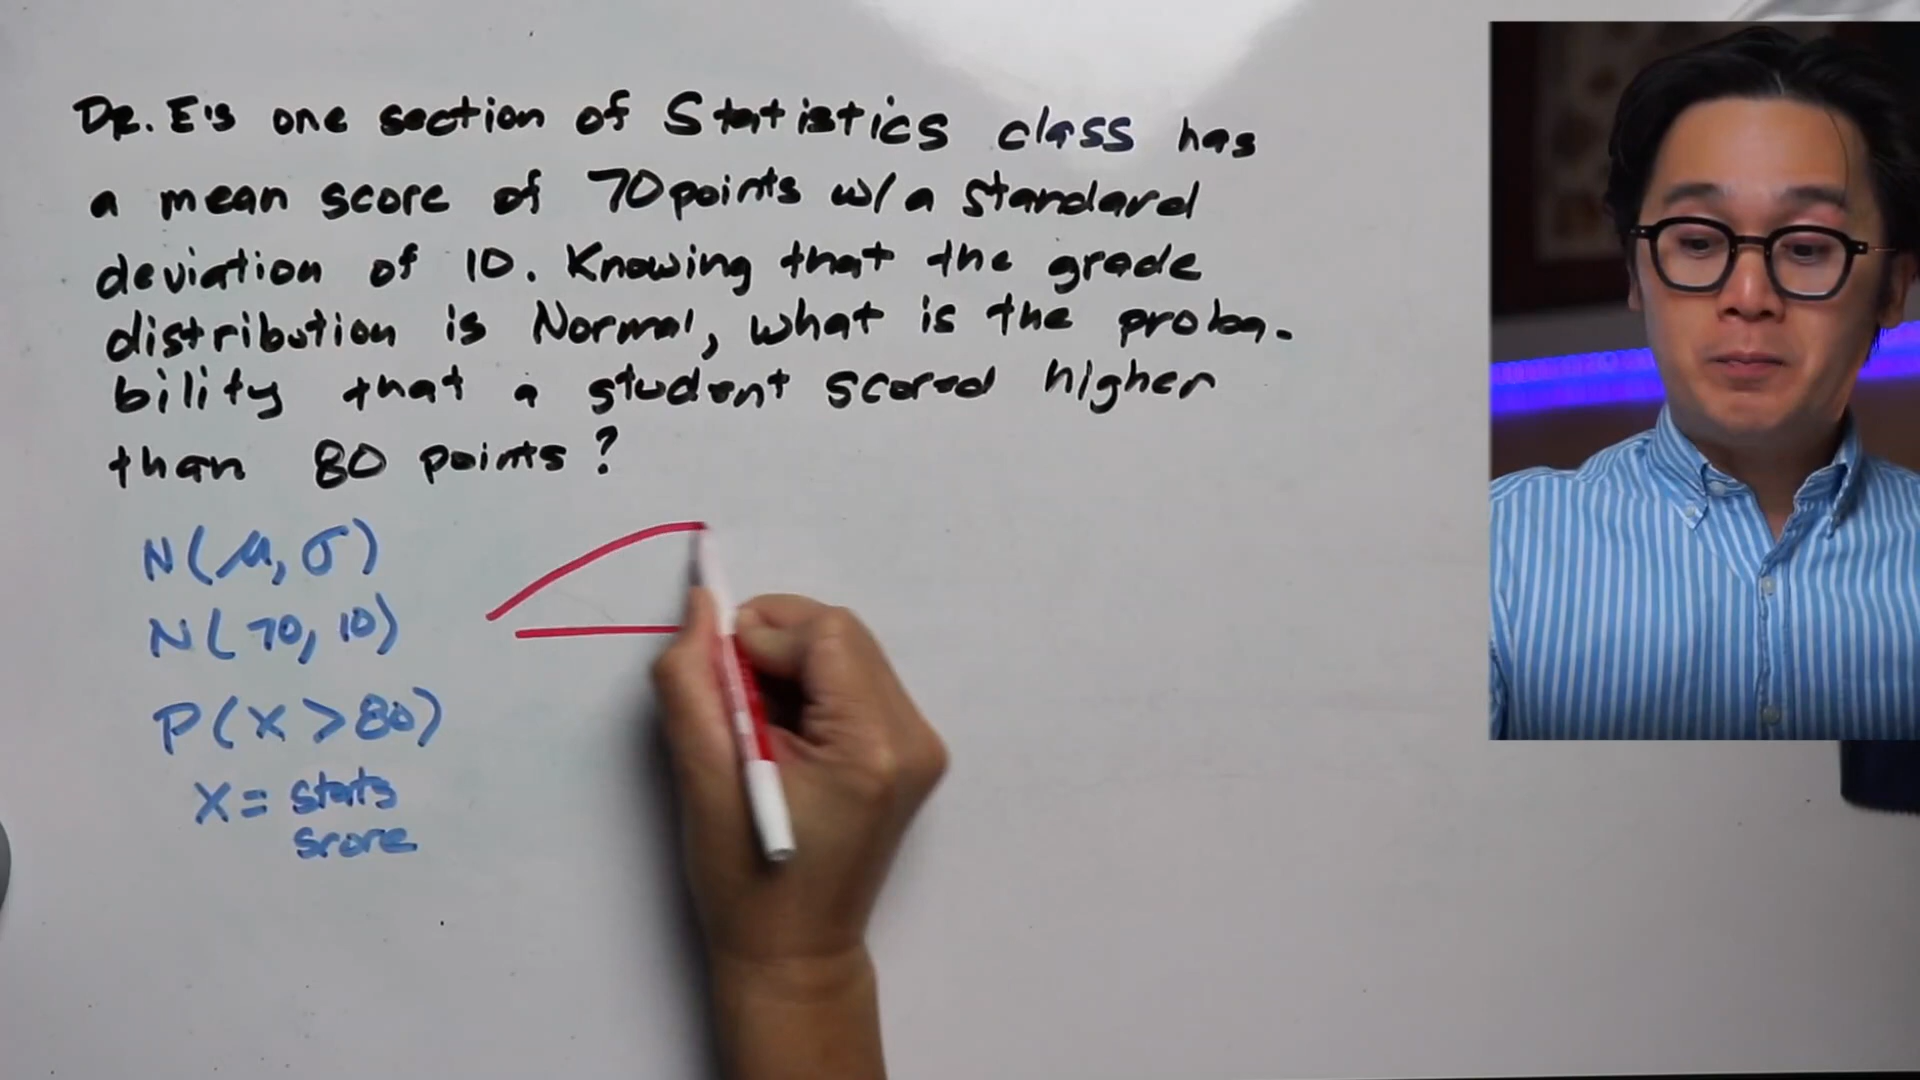 Dr. E's one section of Statistics class has
a mean score of 70 points w/ a standard
deviation of 10. Knowing that the grade
distribution is Normal, what is the proba-
bility that a student scored higher
than 80 points?
N(μ, σ)
N(70, 10)
P(X > 80)
X = stats
score